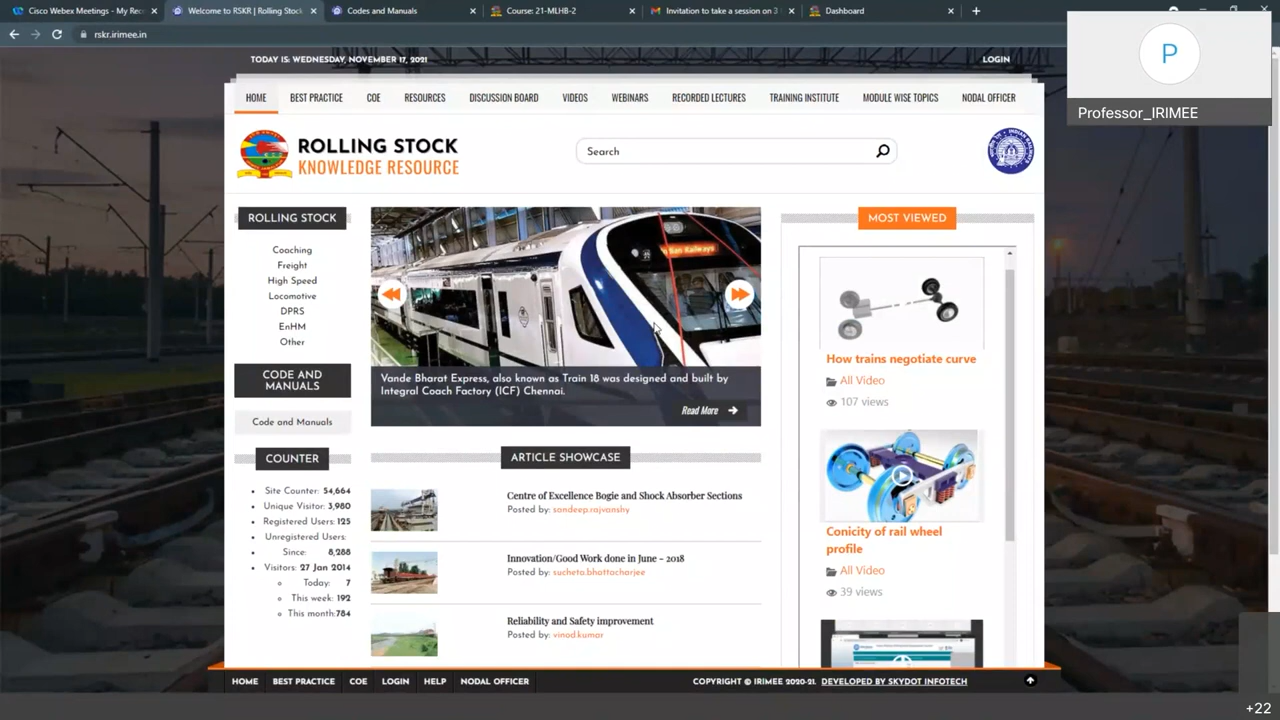 Cisco Webex Meetings - My Rec
Welcome to RSKR | Rolling Stock
Codes and Manuals
Course: 21-MLHB-2
Invitation to take a session on 3
Dashboard
rskr.irimee.in
P
Professor_IRIMEE
TODAY IS: WEDNESDAY, NOVEMBER 17, 2021
LOGIN
HOME
BEST PRACTICE
COE
RESOURCES
DISCUSSION BOARD
VIDEOS
WEBINARS
RECORDED LECTURES
TRAINING INSTITUTE
MODULE WISE TOPICS
NODAL OFFICER
ROLLING STOCK
KNOWLEDGE RESOURCE
Search
ROLLING STOCK
Coaching
Freight
High Speed
Locomotive
DPRS
EnHM
Other
CODE AND
MANUALS
Code and Manuals
COUNTER
Site Counter: 54,664
Unique Visitor: 3,980
Registered Users: 125
Unregistered Users:
Since: 8,288
Visitors: 27 Jan 2014
Today: 7
This week: 192
This month:784
Vande Bharat Express, also known as Train 18 was designed and built by
Integral Coach Factory (ICF) Chennai.
Read More
ARTICLE SHOWCASE
Centre of Excellence Bogie and Shock Absorber Sections
Posted by: sandeep.rajvanshy
Innovation/Good Work done in June - 2018
Posted by: sucheto.bhattacharjee
Reliability and Safety improvement
Posted by: vinod.kumar
MOST VIEWED
How trains negotiate curve
All Video
107 views
Conicity of rail wheel
profile
All Video
39 views
HOME
BEST PRACTICE
COE
LOGIN
HELP
NODAL OFFICER
COPYRIGHT © IRIMEE 2020-21. DEVELOPED BY SKYDOT INFOTECH
+22